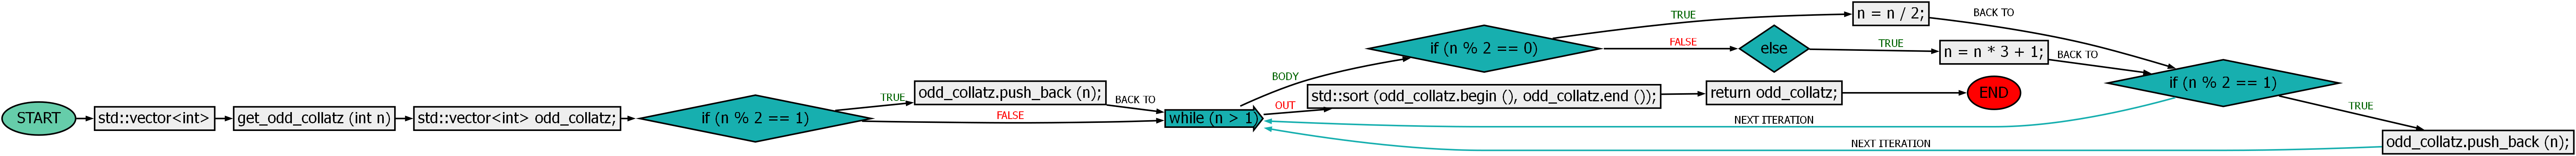 START
std::vector<int>
get_odd_collatz (int n)
std::vector<int> odd_collatz;
if (n % 2 == 1)
TRUE
FALSE
odd_collatz.push_back (n);
BACK TO
while (n > 1)
BODY
OUT
if (n % 2 == 0)
TRUE
FALSE
n = n / 2;
BACK TO
else
TRUE
n = n * 3 + 1;
BACK TO
std::sort (odd_collatz.begin (), odd_collatz.end ());
return odd_collatz;
END
if (n % 2 == 1)
TRUE
NEXT ITERATION
odd_collatz.push_back (n);
NEXT ITERATION